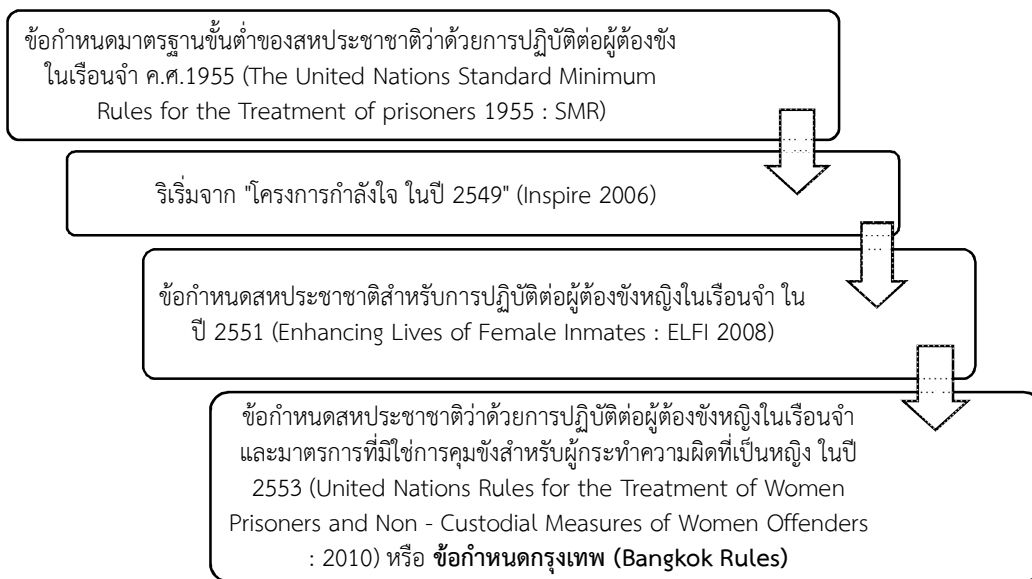 ข้อกำหนดมาตรฐานขั้นต่ำของสหประชาชาติว่าด้วยการปฏิบัติต่อผู้ต้องขัง
ในเรือนจำ ค.ศ.1955 (The United Nations Standard Minimum
Rules for the Treatment of prisoners 1955 : SMR)
ริเริ่มจาก "โครงการกำลังใจ ในปี 2549" (Inspire 2006)
ข้อกำหนดสหประชาชาติสำหรับการปฏิบัติต่อผู้ต้องขังหญิงในเรือนจำ ใน
ปี 2551 (Enhancing Lives of Female Inmates : ELFI 2008)
ข้อกำหนดสหประชาชาติว่าด้วยการปฏิบัติต่อผู้ต้องขังหญิงในเรือนจำ
และมาตรการที่มิใช่การคุมขังสำหรับผู้กระทำความผิดที่เป็นหญิง ในปี
2553 (United Nations Rules for the Treatment of Women
Prisoners and Non - Custodial Measures of Women Offenders
: 2010) หรือ ข้อกำหนดกรุงเทพ (Bangkok Rules)